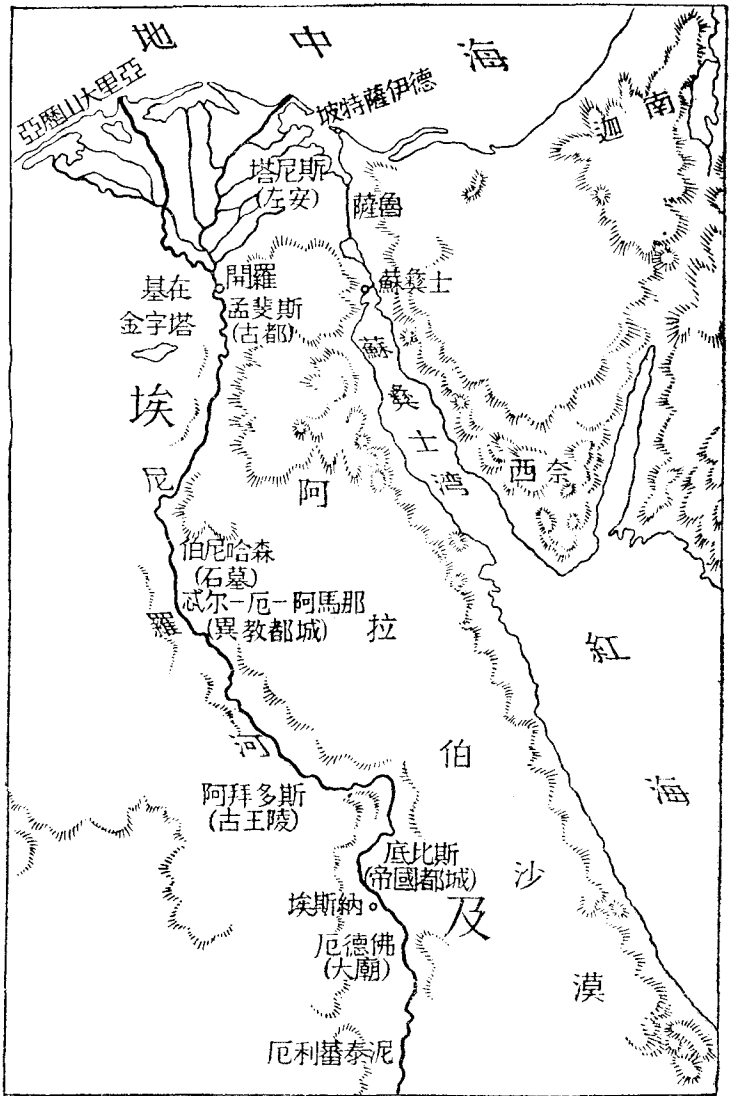 地中海
亞歷山大里亞
坡特薩伊德
迦南
塔尼斯
(左安)
薩魯
開羅
蘇彝士
基在
金字塔
孟斐斯
(古都)
蘇彝士湾
埃及
尼羅河
西奈
阿拉伯沙漠
伯尼哈森
(石墓)
忒尔-厄-阿馬那
(異教都城)
紅海
阿拜多斯
(古王陵)
底比斯
(帝國都城)
埃斯納
厄德佛
(大廟)
厄利蕃泰泥